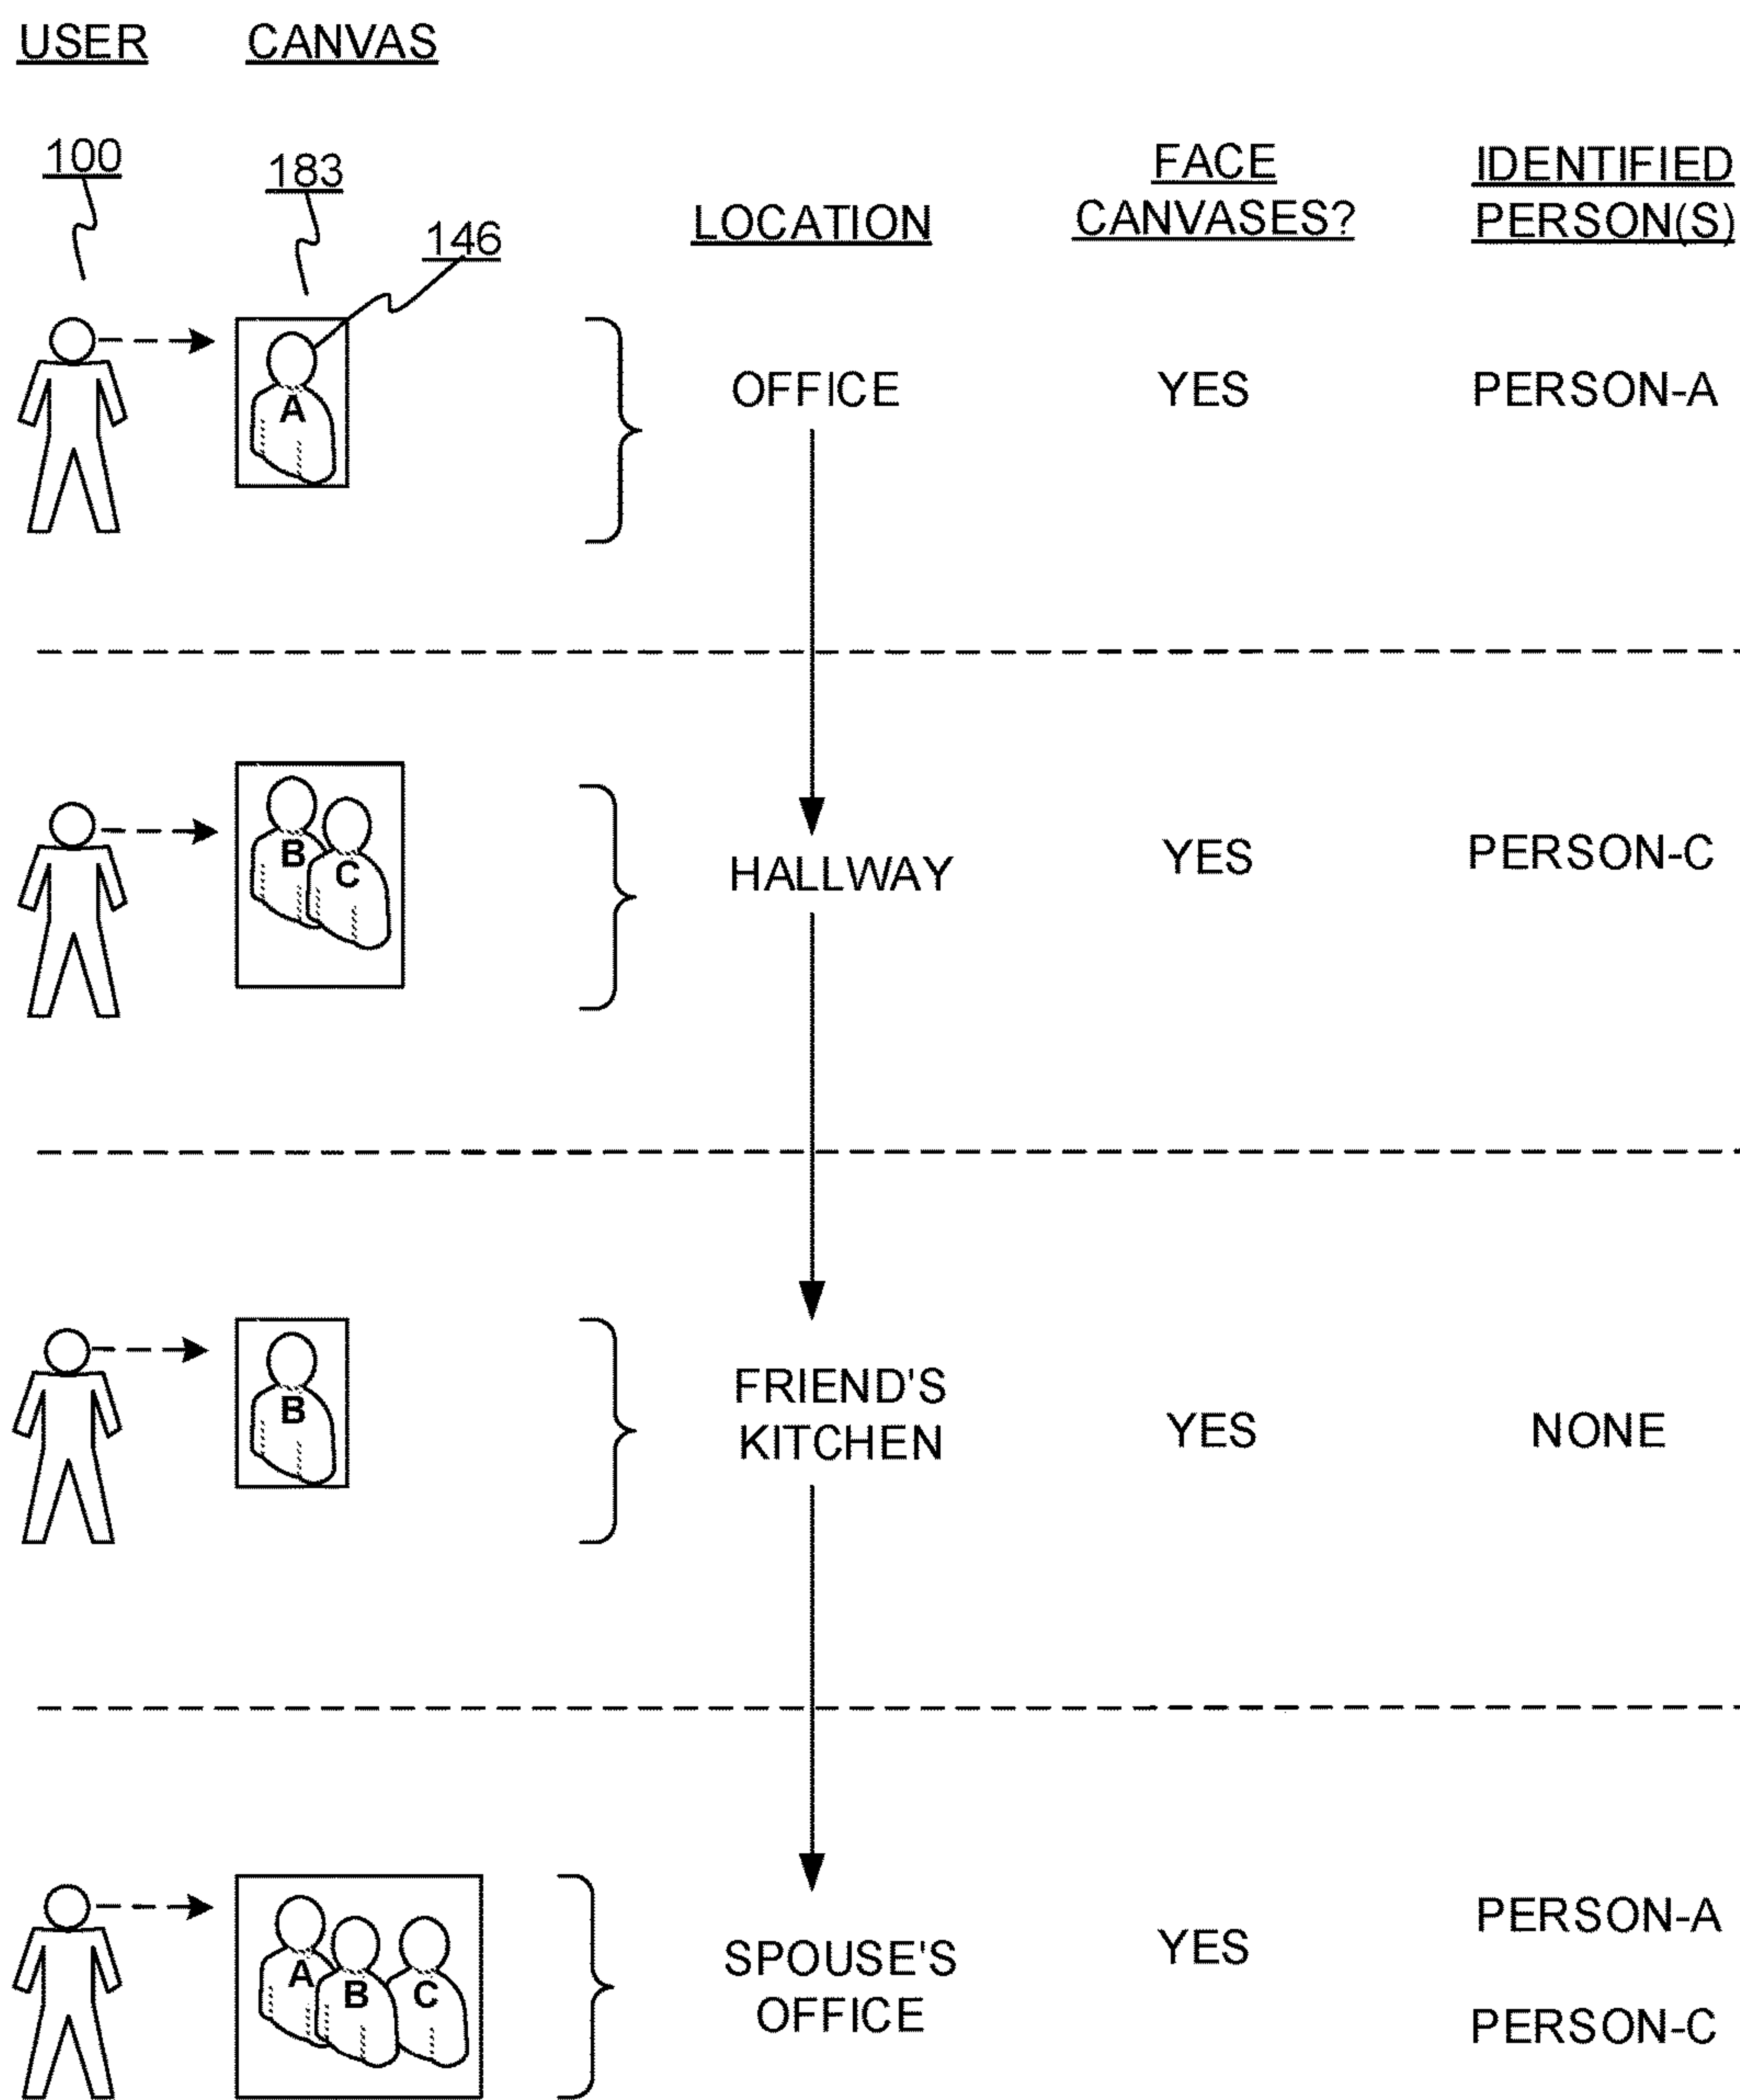 USER CANVAS
100
183
146
LOCATION
FACE
CANVASES?
IDENTIFIED
PERSON(S)
A
OFFICE
YES
PERSON-A
B
C
HALLWAY
YES
PERSON-C
B
FRIEND'S
KITCHEN
YES
NONE
A
B
C
SPOUSE'S
OFFICE
YES
PERSON-A
PERSON-C